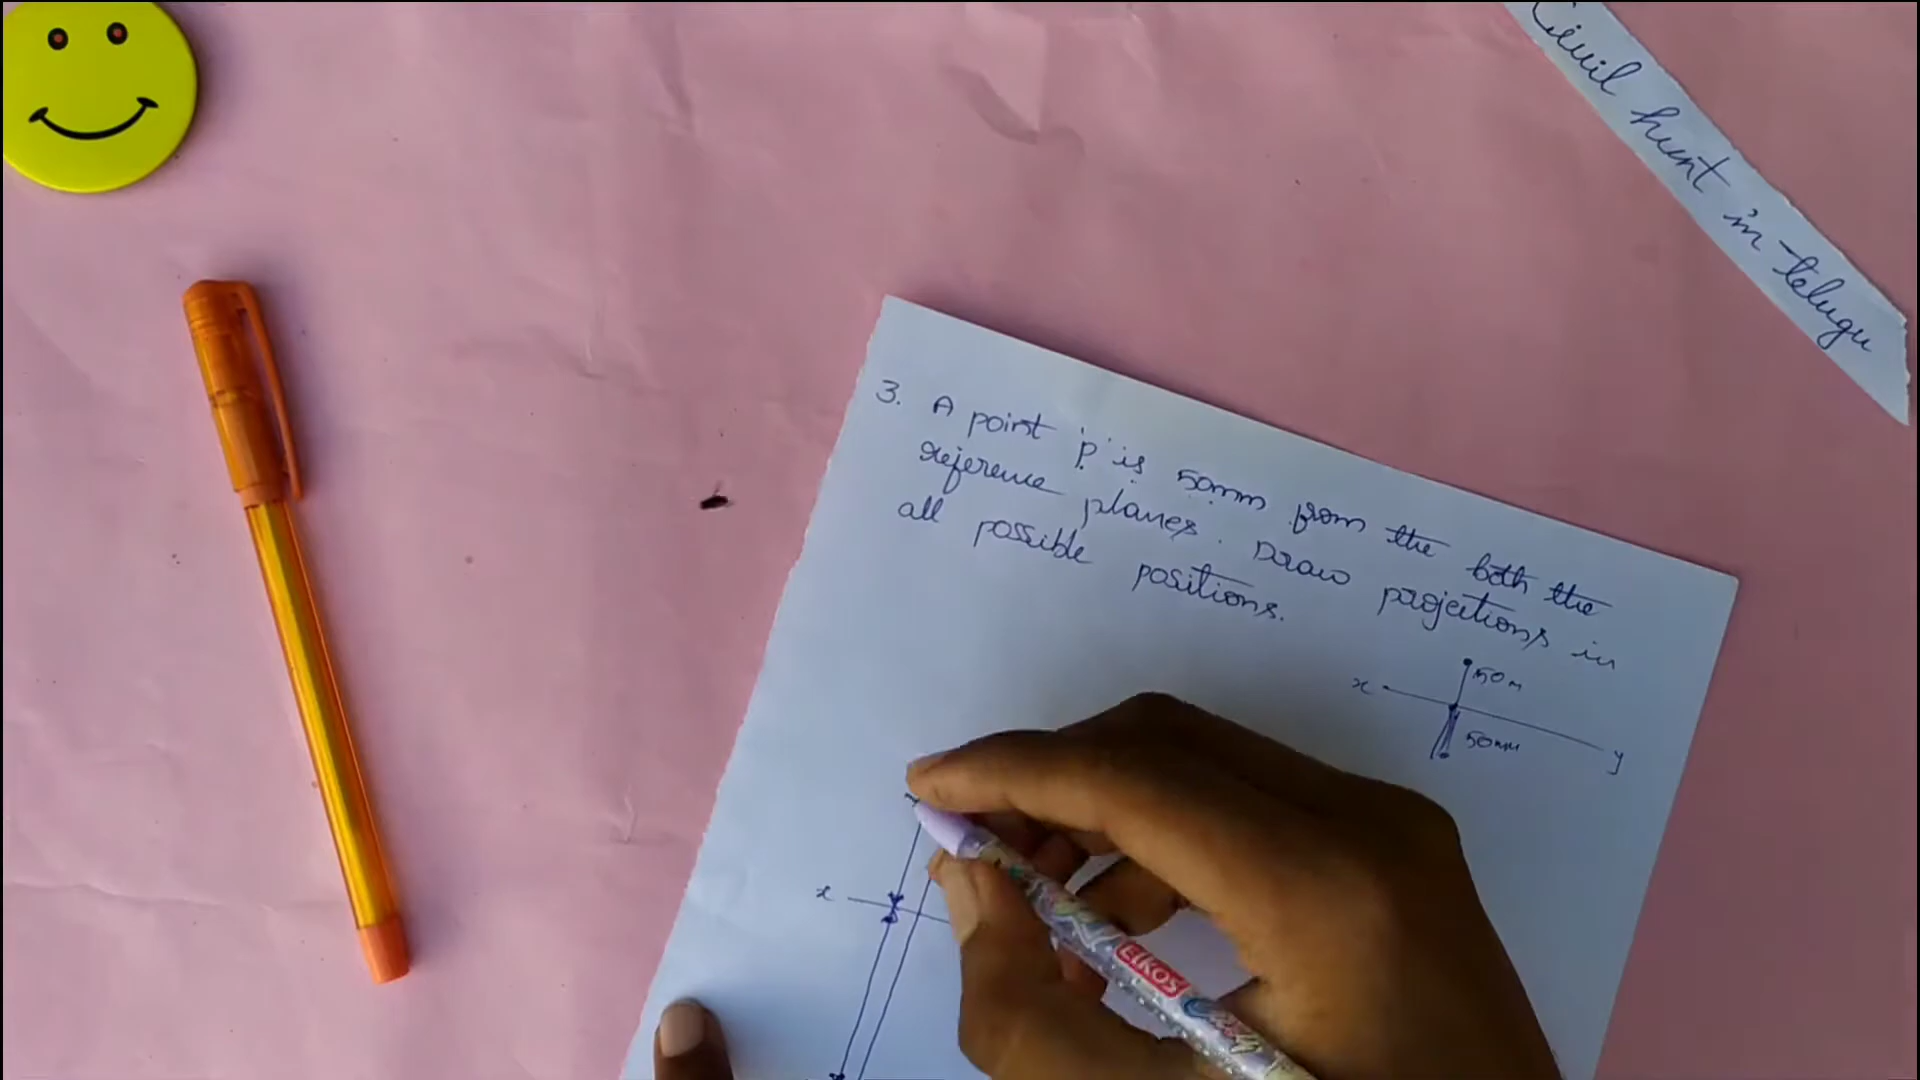 Civil hunt in telugu
3. A point 'p' is 50mm from the both the
reference planes. Draw projections in
all possible positions.
x
50m
50mm
y
x
Elkos